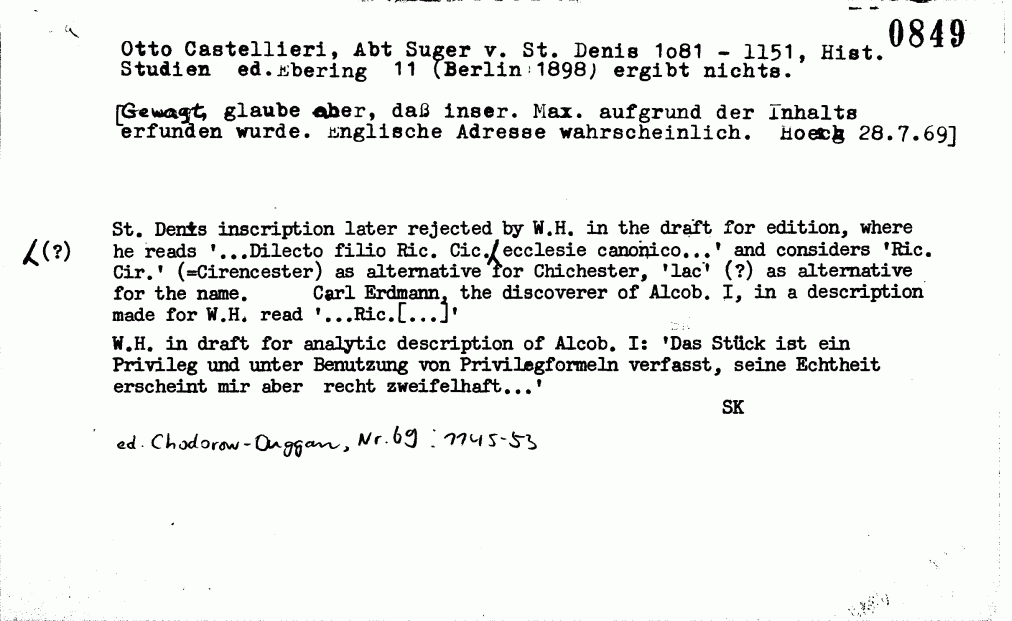 0849
Otto Castellieri, Abt Suger v. St. Denis 1o81 - 1151, Hist.
Studien ed.Ebering 11 (Berlin 1898) ergibt nichts.
[Gewagt, glaube aber, daß inser. Max. aufgrund der Inhalts
erfunden wurde. Englische Adresse wahrscheinlich. Hoeck 28.7.69]
St. Denis inscription later rejected by W.H. in the draft for edition, where
(?) he reads '...Dilecto filio Ric. Cic. ecclesie canonico...' and considers 'Ric.
Cir.' (=Cirencester) as alternative for Chichester, 'lac' (?) as alternative
for the name. Carl Erdmann, the discoverer of Alcob. I, in a description
made for W.H. read '...Ric.[...]'
W.H. in draft for analytic description of Alcob. I: 'Das Stück ist ein
Privileg und unter Benutzung von Privilegformeln verfasst, seine Echtheit
erscheint mir aber recht zweifelhaft...'
SK
ed. Chodorow-Duggan, Nr. 69 : 1145-53